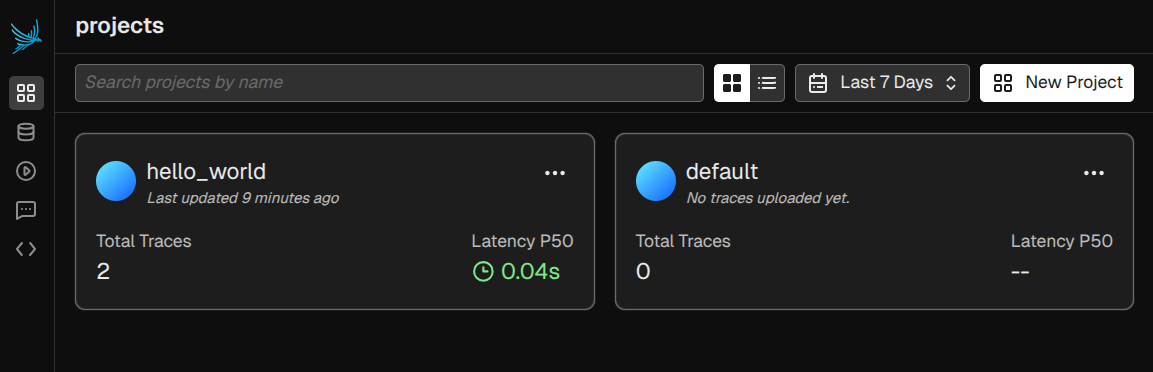 projects
Search projects by name
Last 7 Days
New Project
hello_world
Last updated 9 minutes ago
Total Traces
Latency P50
2
0.04s
default
No traces uploaded yet.
Total Traces
Latency P50
0
--